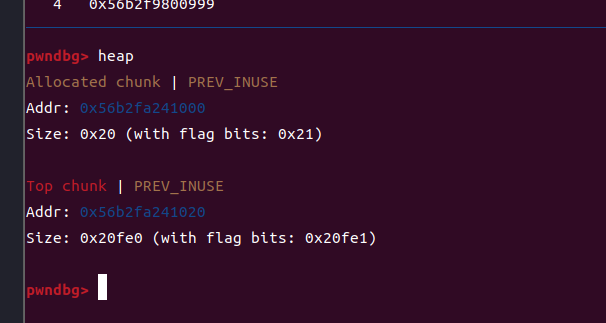 4 0x56b2f9800999
pwndbg> heap
Allocated chunk | PREV_INUSE
Addr: 0x56b2fa241000
Size: 0x20 (with flag bits: 0x21)
Top chunk | PREV_INUSE
Addr: 0x56b2fa241020
Size: 0x20fe0 (with flag bits: 0x20fe1)
pwndbg>